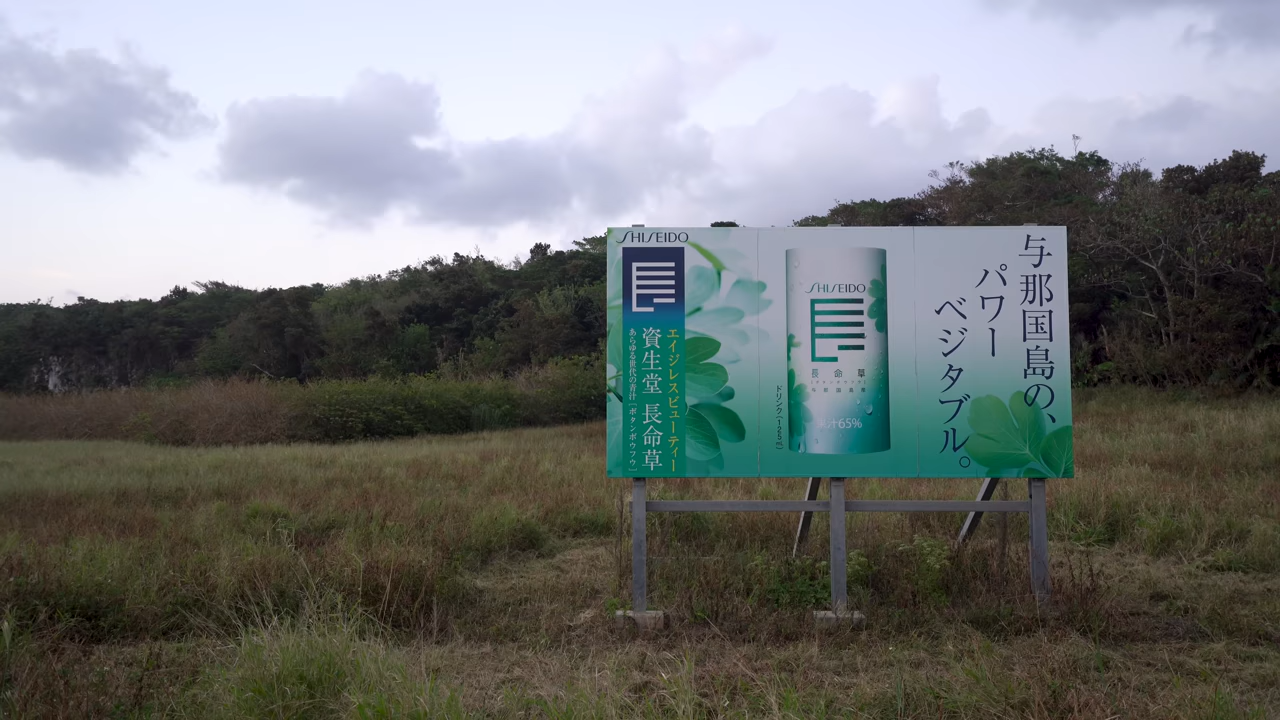 与那国島の、
パワー
ベジタブル。
SHISEIDO
長命草
果汁65%
ドリンク(125mL)
SHISEIDO
エイジレスビューティー
資生堂 長命草
あらゆる世代の青汁[ボタンボウフウ]